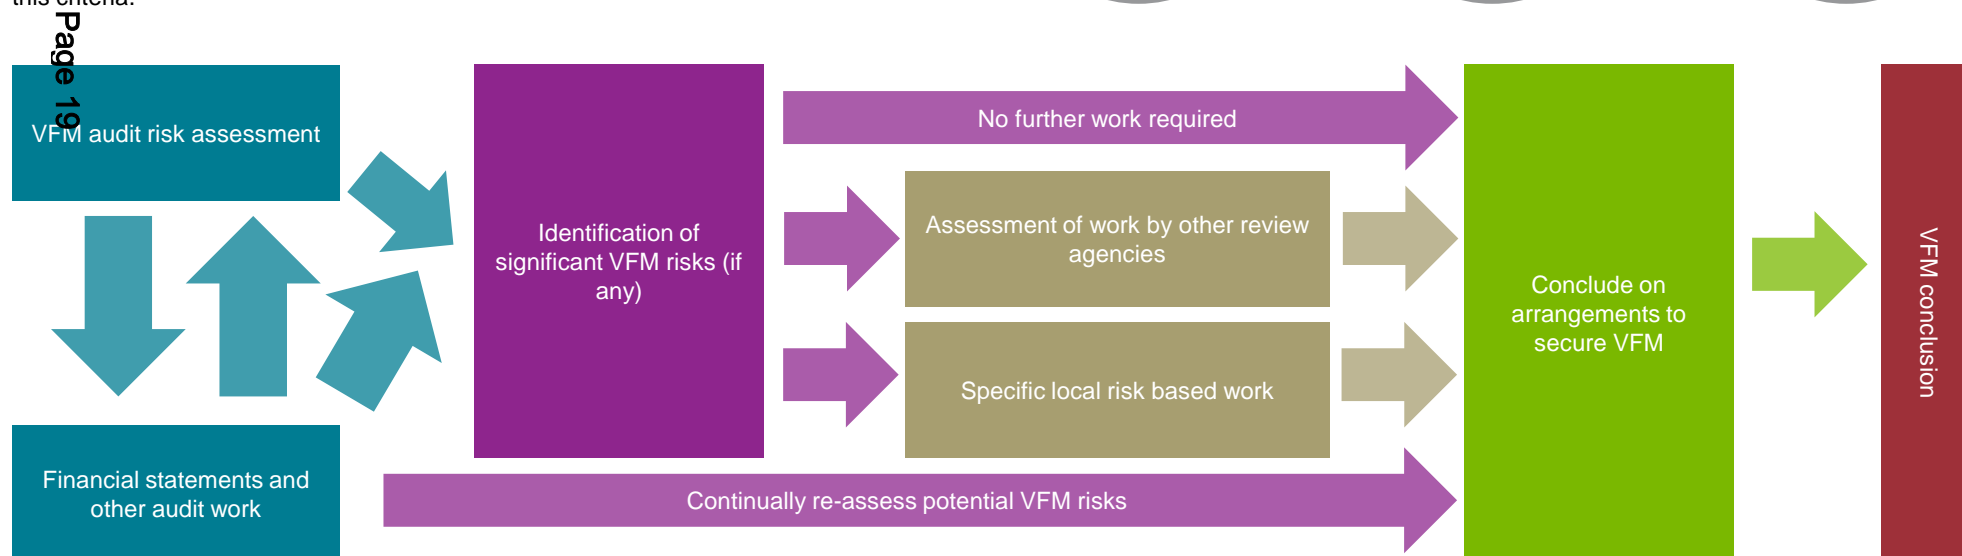 this criteria.
Page 19
VFM audit risk assessment
Financial statements and
other audit work
Identification of
significant VFM risks (if
any)
No further work required
Assessment of work by other review
agencies
Specific local risk based work
Continually re-assess potential VFM risks
Conclude on
arrangements to
secure VFM
VFM conclusion